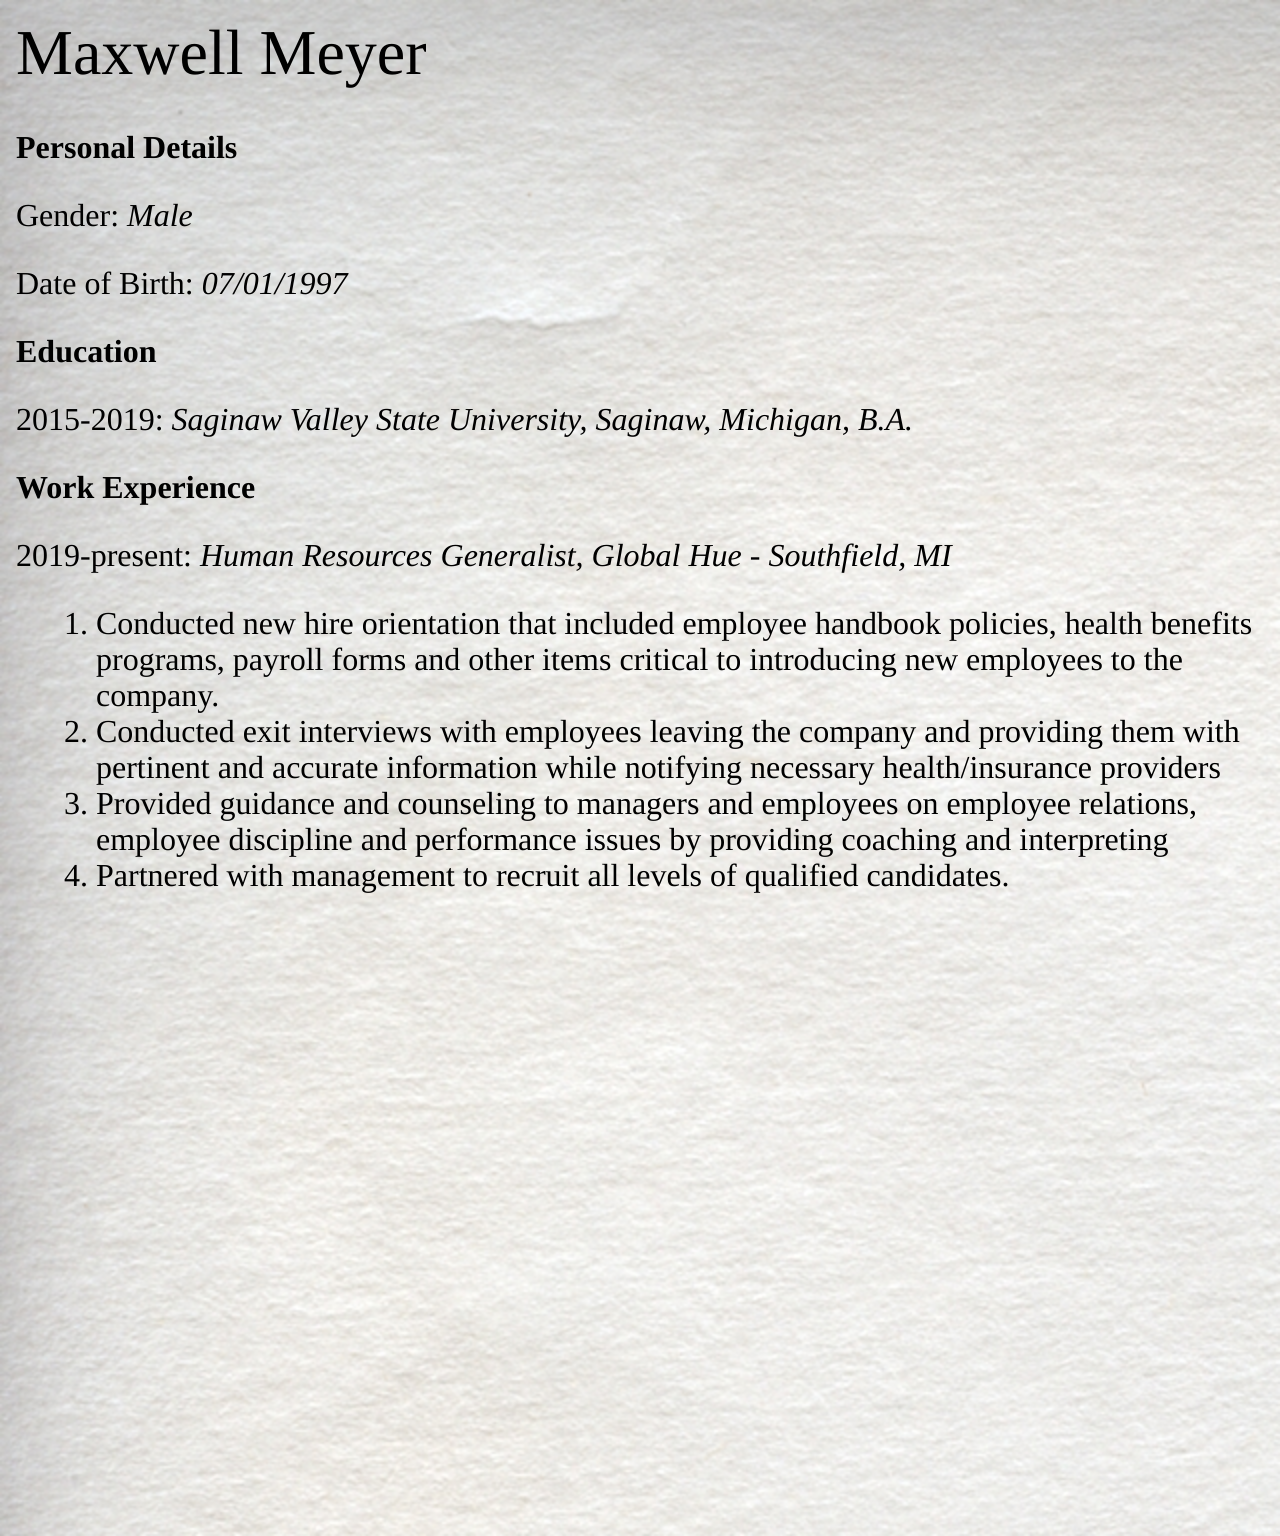 Maxwell Meyer
Personal Details
Gender: Male
Date of Birth: 07/01/1997
Education
2015-2019: Saginaw Valley State University, Saginaw, Michigan, B.A.
Work Experience
2019-present: Human Resources Generalist, Global Hue - Southfield, MI
1. Conducted new hire orientation that included employee handbook policies, health benefits
programs, payroll forms and other items critical to introducing new employees to the
company.
2. Conducted exit interviews with employees leaving the company and providing them with
pertinent and accurate information while notifying necessary health/insurance providers
3. Provided guidance and counseling to managers and employees on employee relations,
employee discipline and performance issues by providing coaching and interpreting
4. Partnered with management to recruit all levels of qualified candidates.